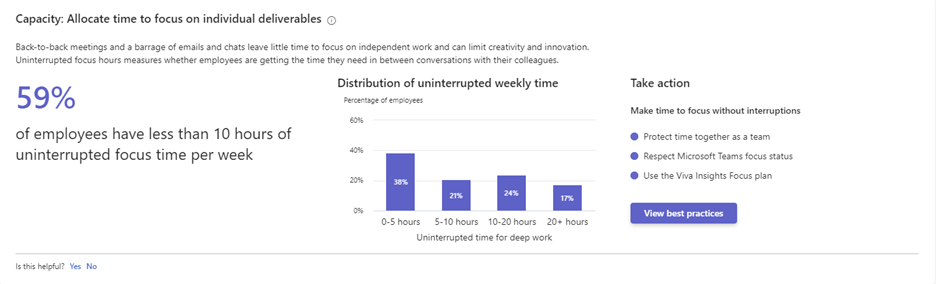 Capacity: Allocate time to focus on individual deliverables
Back-to-back meetings and a barrage of emails and chats leave little time to focus on independent work and can limit creativity and innovation.
Uninterrupted focus hours measures whether employees are getting the time they need in between conversations with their colleagues.
59%
of employees have less than 10 hours of
uninterrupted focus time per week
Distribution of uninterrupted weekly time
Percentage of employees
60%
40%
20%
0%
38%
21%
24%
17%
0-5 hours
5-10 hours
10-20 hours
20+ hours
Uninterrupted time for deep work
Take action
Make time to focus without interruptions
Protect time together as a team
Respect Microsoft Teams focus status
Use the Viva Insights Focus plan
View best practices
Is this helpful? Yes No